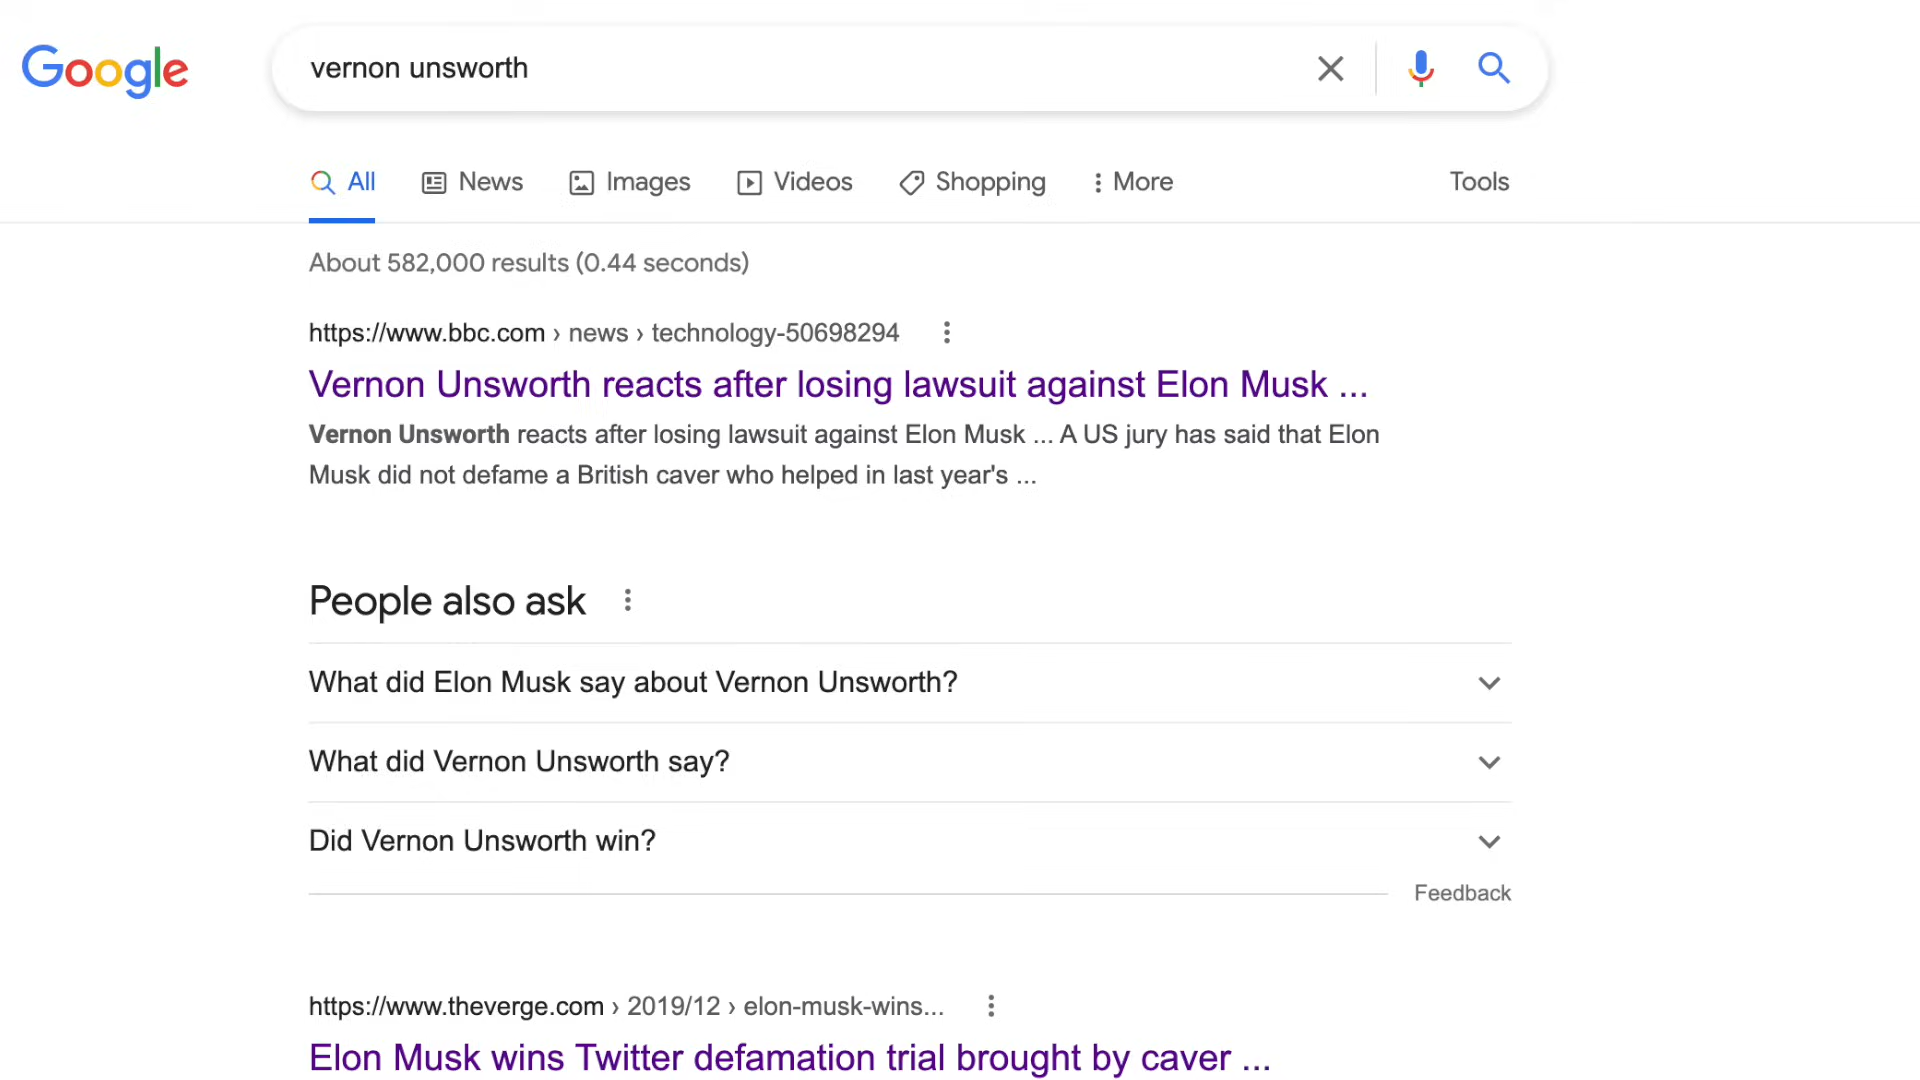 Google
vernon unsworth
All News Images Videos Shopping More Tools
About 582,000 results (0.44 seconds)
https://www.bbc.com › news › technology-50698294
Vernon Unsworth reacts after losing lawsuit against Elon Musk ...
Vernon Unsworth reacts after losing lawsuit against Elon Musk ... A US jury has said that Elon
Musk did not defame a British caver who helped in last year's ...
People also ask
What did Elon Musk say about Vernon Unsworth?
What did Vernon Unsworth say?
Did Vernon Unsworth win?
Feedback
https://www.theverge.com › 2019/12 › elon-musk-wins...
Elon Musk wins Twitter defamation trial brought by caver ...